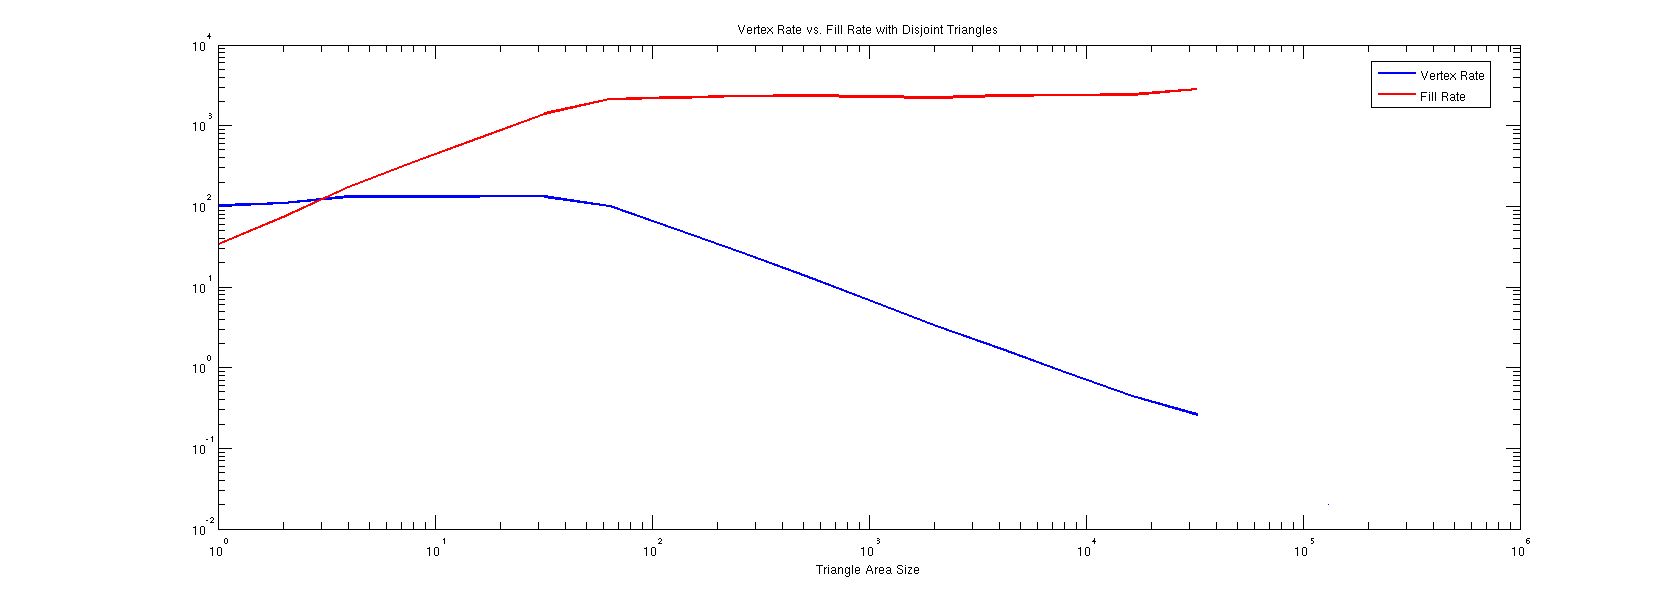 Vertex Rate vs. Fill Rate with Disjoint Triangles
10^4
10^3
10^2
10^1
10^0
10^-1
10^-2
Vertex Rate
Fill Rate
10^0 10^1 10^2 10^3 10^4 10^5 10^6
Triangle Area Size